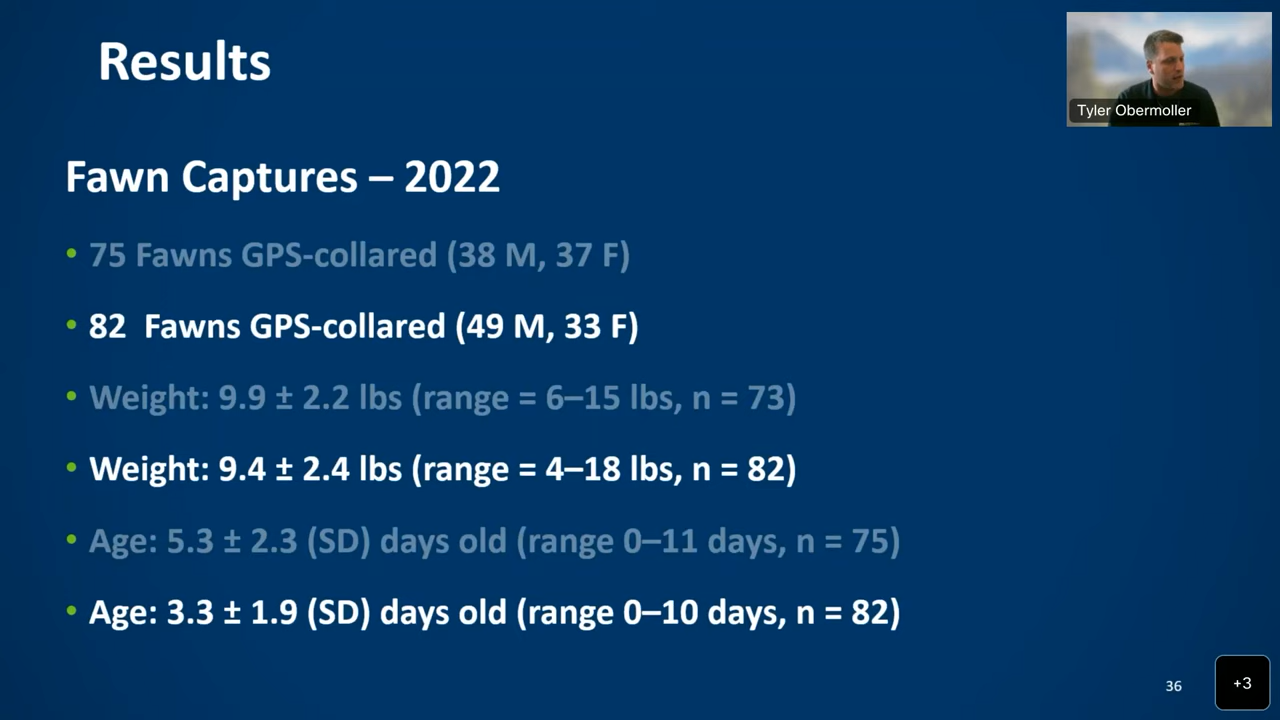 Results
Tyler Obermoller
Fawn Captures – 2022
• 75 Fawns GPS-collared (38 M, 37 F)
• 82 Fawns GPS-collared (49 M, 33 F)
• Weight: 9.9 ± 2.2 lbs (range = 6–15 lbs, n = 73)
• Weight: 9.4 ± 2.4 lbs (range = 4–18 lbs, n = 82)
• Age: 5.3 ± 2.3 (SD) days old (range 0–11 days, n = 75)
• Age: 3.3 ± 1.9 (SD) days old (range 0–10 days, n = 82)
36
+3